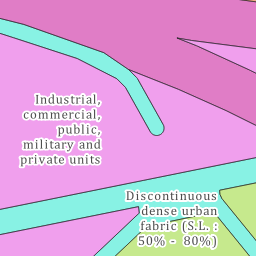 Industrial,
commercial,
public,
military and
private units
Discontinuous
dense urban
fabric (S.L. :
50% -  80%)